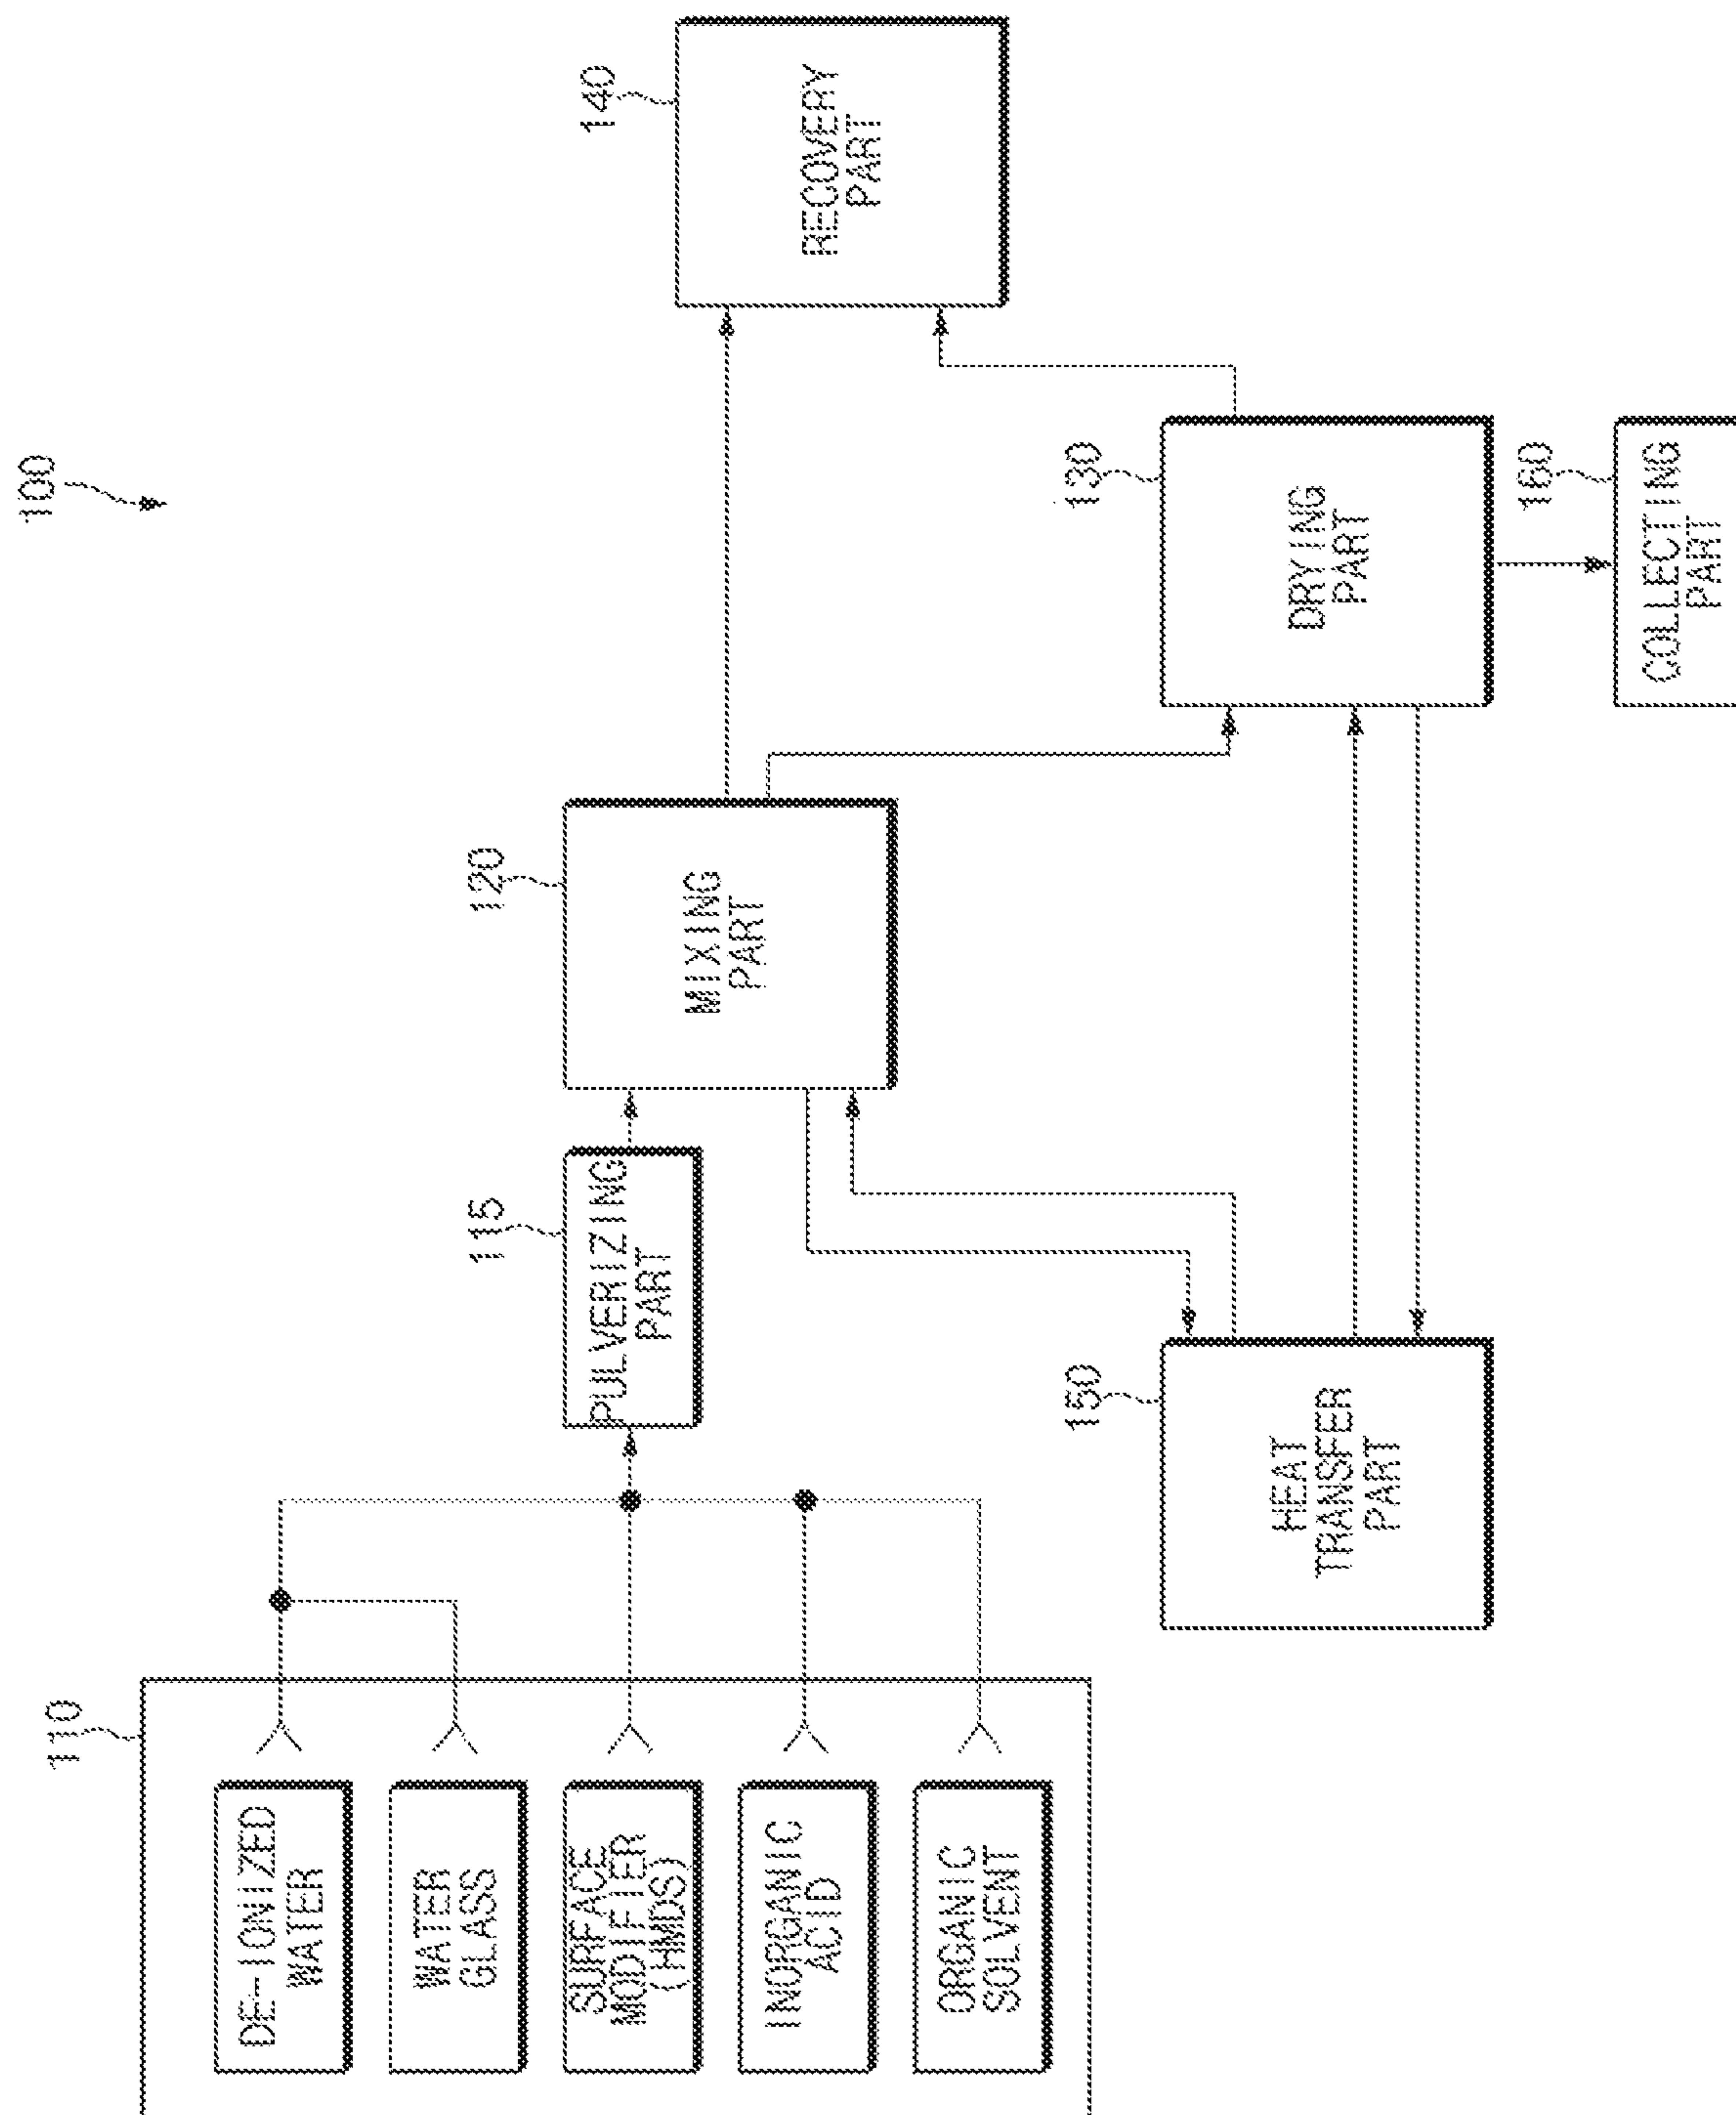 100
110
DE-IONIZED
WATER
WATER
GLASS
SURFACE
MODIFIER
(HMDS)
INORGANIC
ACID
ORGANIC
SOLVENT
115
PULVERIZING
PART
120
MIXING
PART
140
RECOVERY
PART
150
HEAT
TRANSFER
PART
130
DRYING
PART
160
COLLECTING
PART